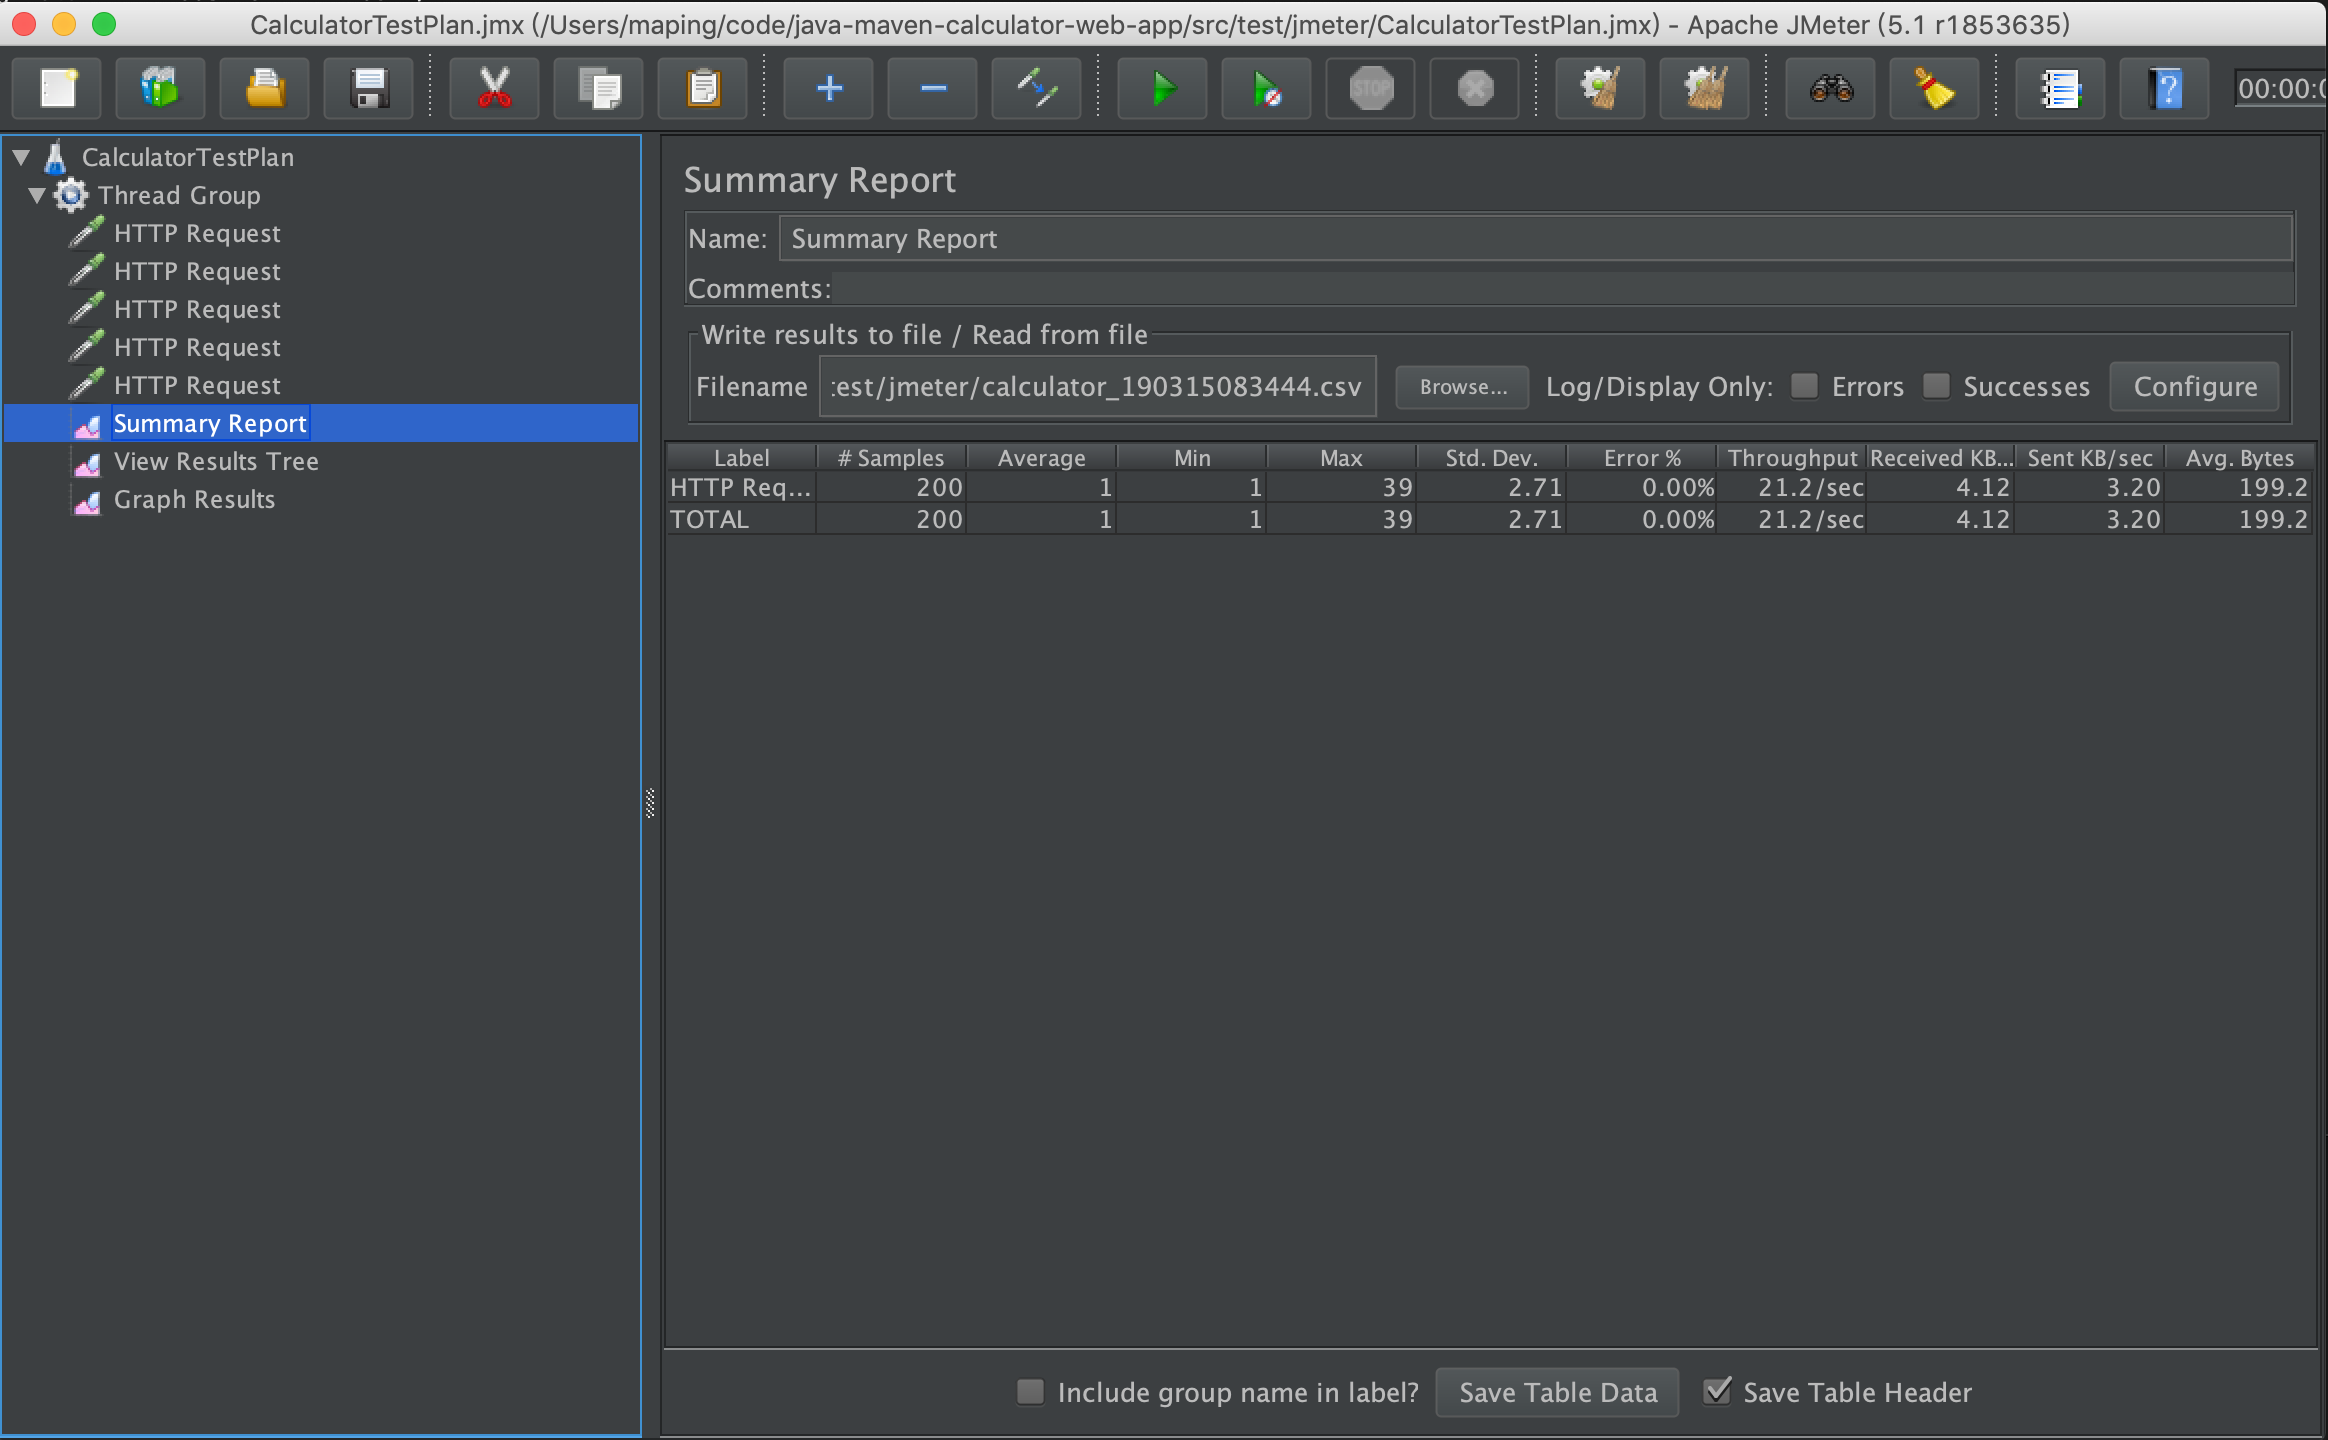 CalculatorTestPlan.jmx (/Users/maping/code/java-maven-calculator-web-app/src/test/jmeter/CalculatorTestPlan.jmx) - Apache JMeter (5.1 r1853635)
STOP
00:00:0
CalculatorTestPlan
Thread Group
HTTP Request
HTTP Request
HTTP Request
HTTP Request
HTTP Request
Summary Report
View Results Tree
Graph Results
Summary Report
Name: Summary Report
Comments:
Write results to file / Read from file
Filename :est/jmeter/calculator_190315083444.csv Browse... Log/Display Only: Errors Successes Configure
Label # Samples Average Min Max Std. Dev. Error % Throughput Received KB... Sent KB/sec Avg. Bytes
HTTP Req... 200 1 1 39 2.71 0.00% 21.2/sec 4.12 3.20 199.2
TOTAL 200 1 1 39 2.71 0.00% 21.2/sec 4.12 3.20 199.2
Include group name in label? Save Table Data Save Table Header